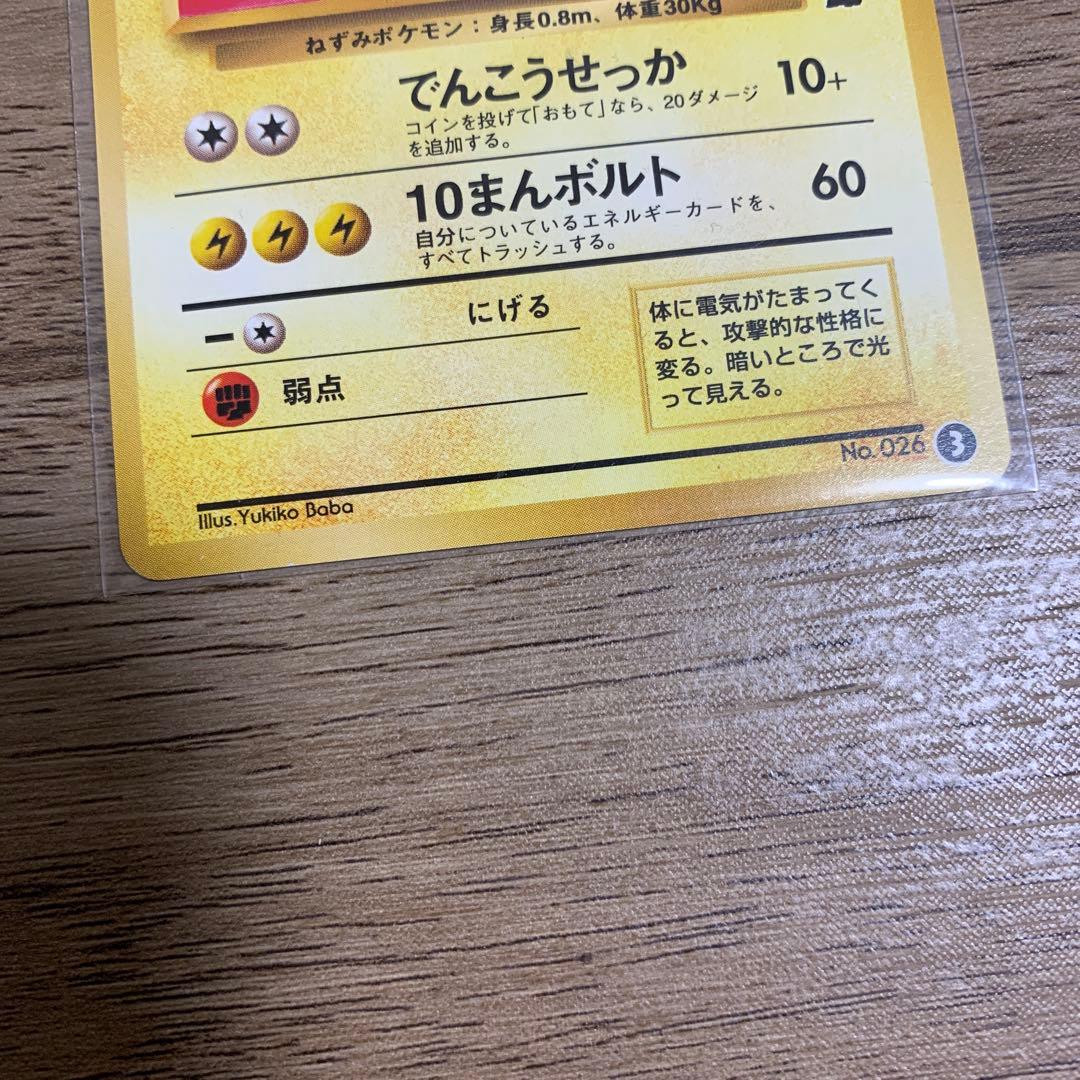 ねずみポケモン：身長0.8m、体重30Kg
でんこうせっか 10+
コインを投げて「おもて」なら、20ダメージ
を追加する。
10まんボルト 60
自分についているエネルギーカードを、
すべてトラッシュする。
にげる
弱点
体に電気がたまってく
ると、攻撃的な性格に
変る。暗いところで光
って見える。
No.026 3
Illus.Yukiko Baba